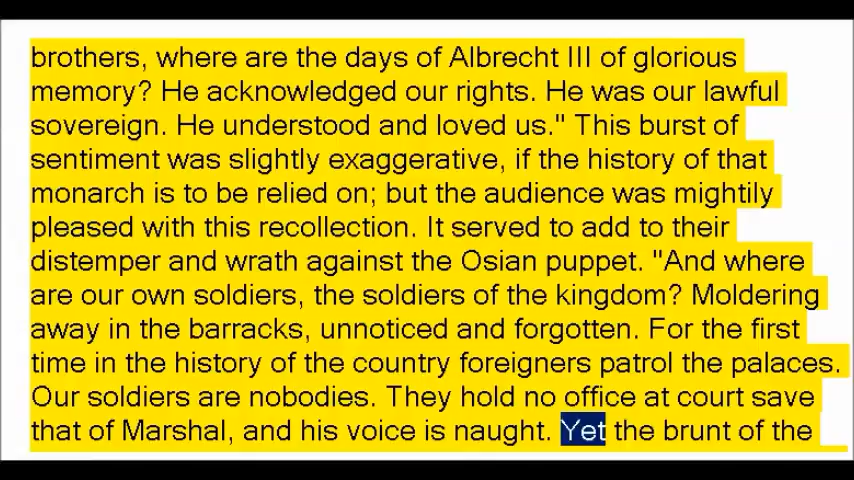 brothers, where are the days of Albrecht III of glorious
memory? He acknowledged our rights. He was our lawful
sovereign. He understood and loved us." This burst of
sentiment was slightly exaggerative, if the history of that
monarch is to be relied on; but the audience was mightily
pleased with this recollection. It served to add to their
distemper and wrath against the Osian puppet. "And where
are our own soldiers, the soldiers of the kingdom? Moldering
away in the barracks, unnoticed and forgotten. For the first
time in the history of the country foreigners patrol the palaces.
Our soldiers are nobodies. They hold no office at court save
that of Marshal, and his voice is naught. Yet the brunt of the